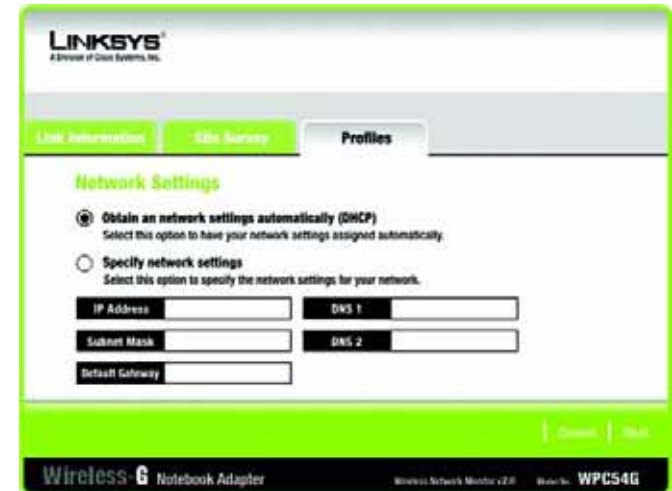 LINKSYS®
A Division of Cisco Systems, Inc.
Link Information Site Survey Profiles
Network Settings
Obtain an network settings automatically (DHCP)
Select this option to have your network settings assigned automatically.
Specify network settings
Select this option to specify the network settings for your network.
IP Address DNS 1
Subnet Mask DNS 2
Default Gateway
Cancel Next
Wireless-G Notebook Adapter Wireless Network Monitor v2.0 Model No. WPC54G